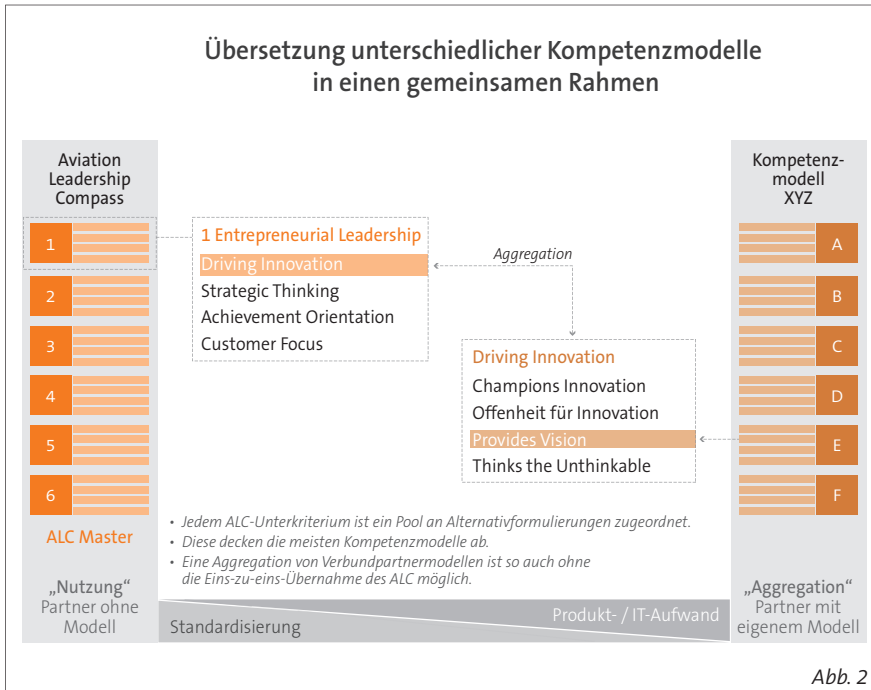 Übersetzung unterschiedlicher Kompetenzmodelle
in einen gemeinsamen Rahmen
Aviation
Leadership
Compass
1
2
3
4
5
6
ALC Master
„Nutzung“
Partner ohne
Modell
1 Entrepreneurial Leadership
Driving Innovation
Strategic Thinking
Achievement Orientation
Customer Focus
Aggregation
Driving Innovation
Champions Innovation
Offenheit für Innovation
Provides Vision
Thinks the Unthinkable
Kompetenz-
modell
XYZ
A
B
C
D
E
F
„Aggregation“
Partner mit
eigenem Modell
• Jedem ALC-Unterkriterium ist ein Pool an Alternativformulierungen zugeordnet.
• Diese decken die meisten Kompetenzmodelle ab.
• Eine Aggregation von Verbundpartnermodellen ist so auch ohne
die Eins-zu-eins-Übernahme des ALC möglich.
Standardisierung
Produkt- / IT-Aufwand
Abb. 2